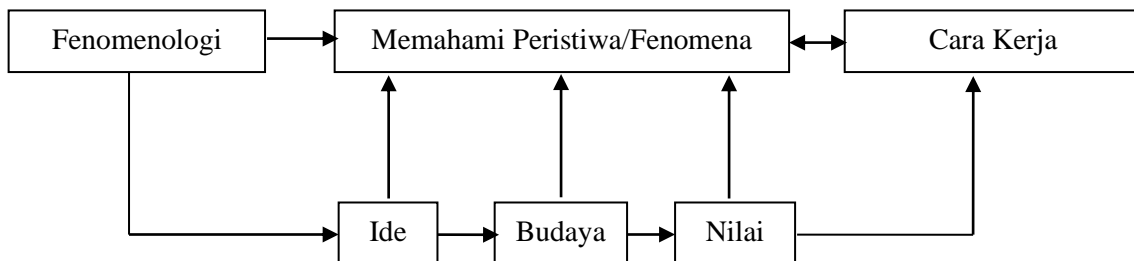 Fenomenologi
Memahami Peristiwa/Fenomena
Cara Kerja
Ide
Budaya
Nilai